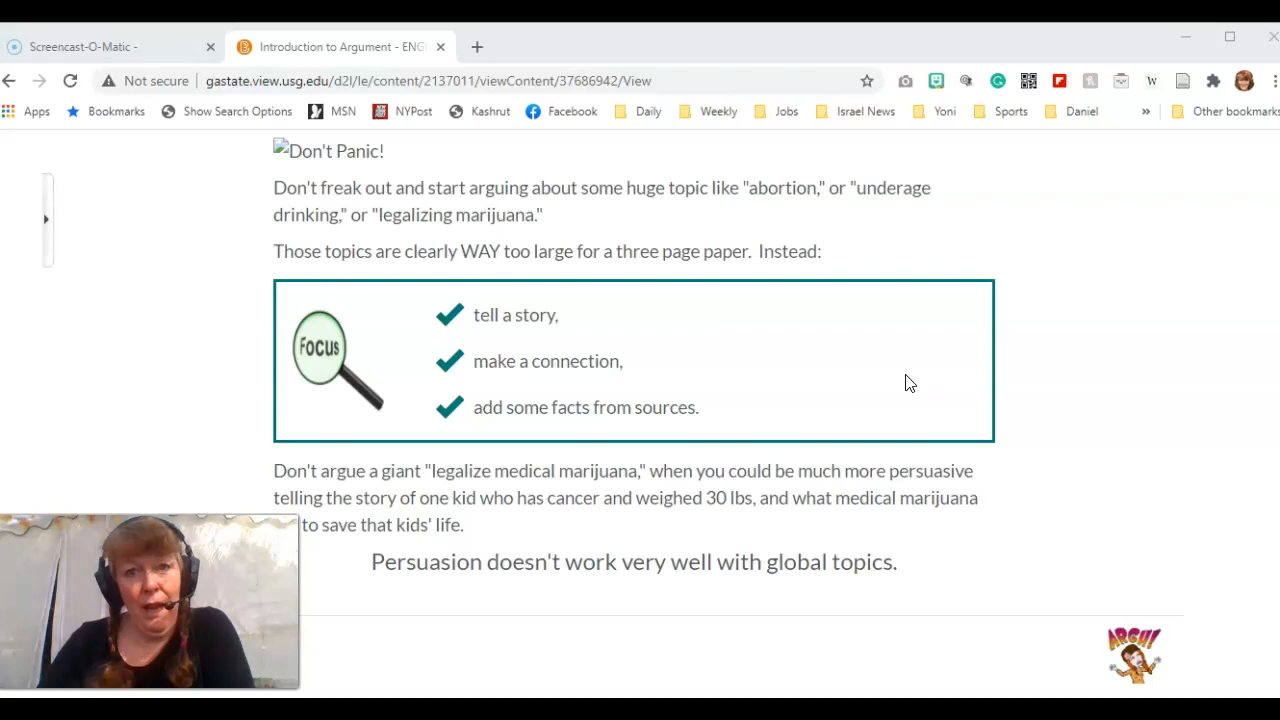 Screencast-O-Matic -
Introduction to Argument - ENG
Not secure
gastate.view.usg.edu/d2l/le/content/2137011/viewContent/37686942/View
W
Apps Bookmarks Show Search Options MSN NYPost Kashrut Facebook Daily Weekly Jobs Israel News Yoni Sports Daniel » Other bookmarks
Don't Panic!
Don't freak out and start arguing about some huge topic like "abortion," or "underage
drinking," or "legalizing marijuana."
Those topics are clearly WAY too large for a three page paper. Instead:
Focus
tell a story,
make a connection,
add some facts from sources.
Don't argue a giant "legalize medical marijuana," when you could be much more persuasive
telling the story of one kid who has cancer and weighed 30 lbs, and what medical marijuana
to save that kids' life.
Persuasion doesn't work very well with global topics.
ARGH!